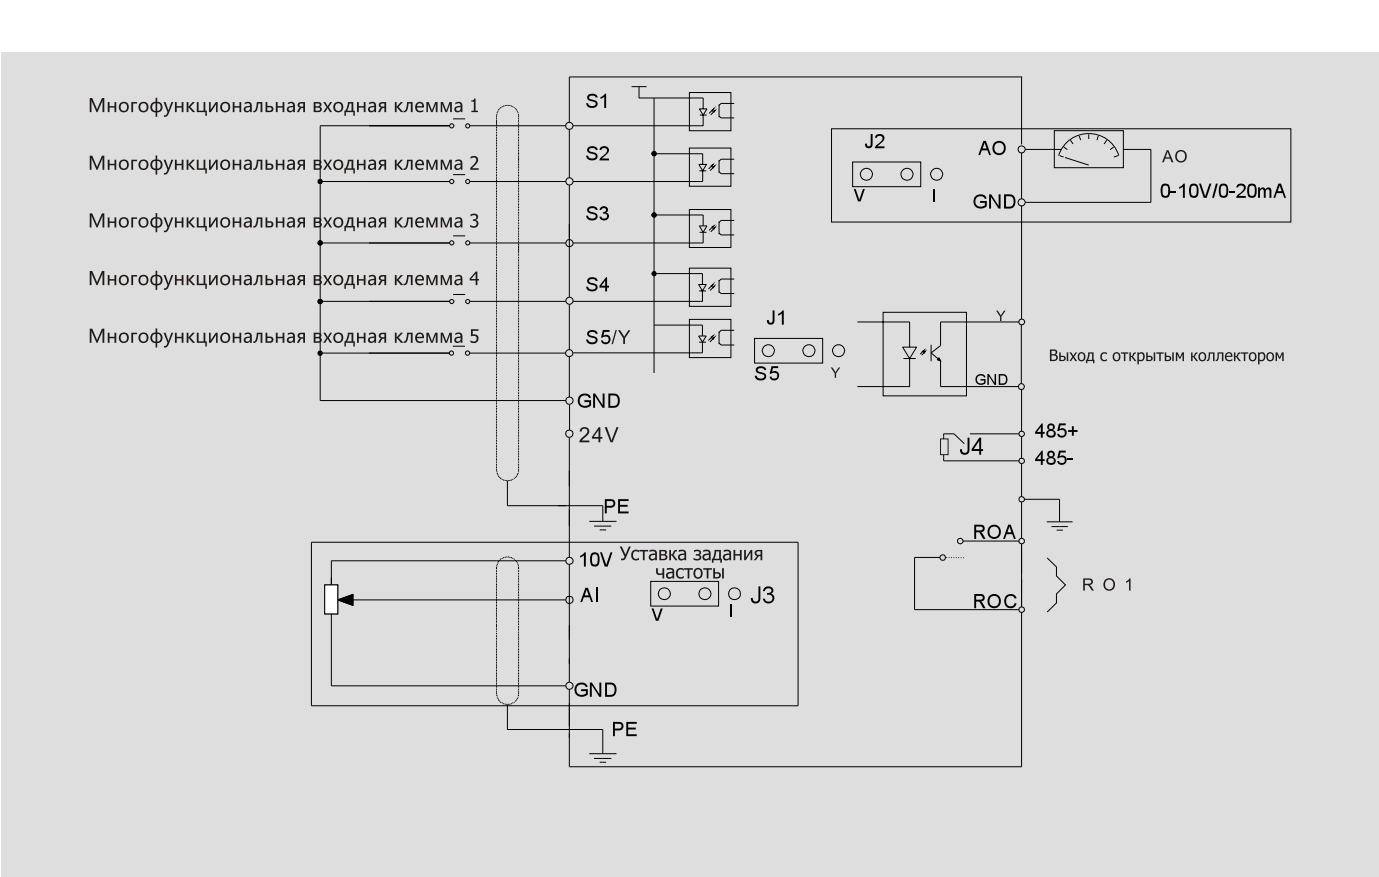 Многофункциональная входная клемма 1
S1
Многофункциональная входная клемма 2
S2
Многофункциональная входная клемма 3
S3
Многофункциональная входная клемма 4
S4
Многофункциональная входная клемма 5
S5/Y
GND
24V
PE
J1
S5
Y
J2
V
I
AO
GND
AO
0-10V/0-20mA
Y
GND
Выход с открытым коллектором
J4
485+
485-
ROA
ROC
R O 1
10V
Уставка задания
частоты
AI
V
I
J3
GND
PE